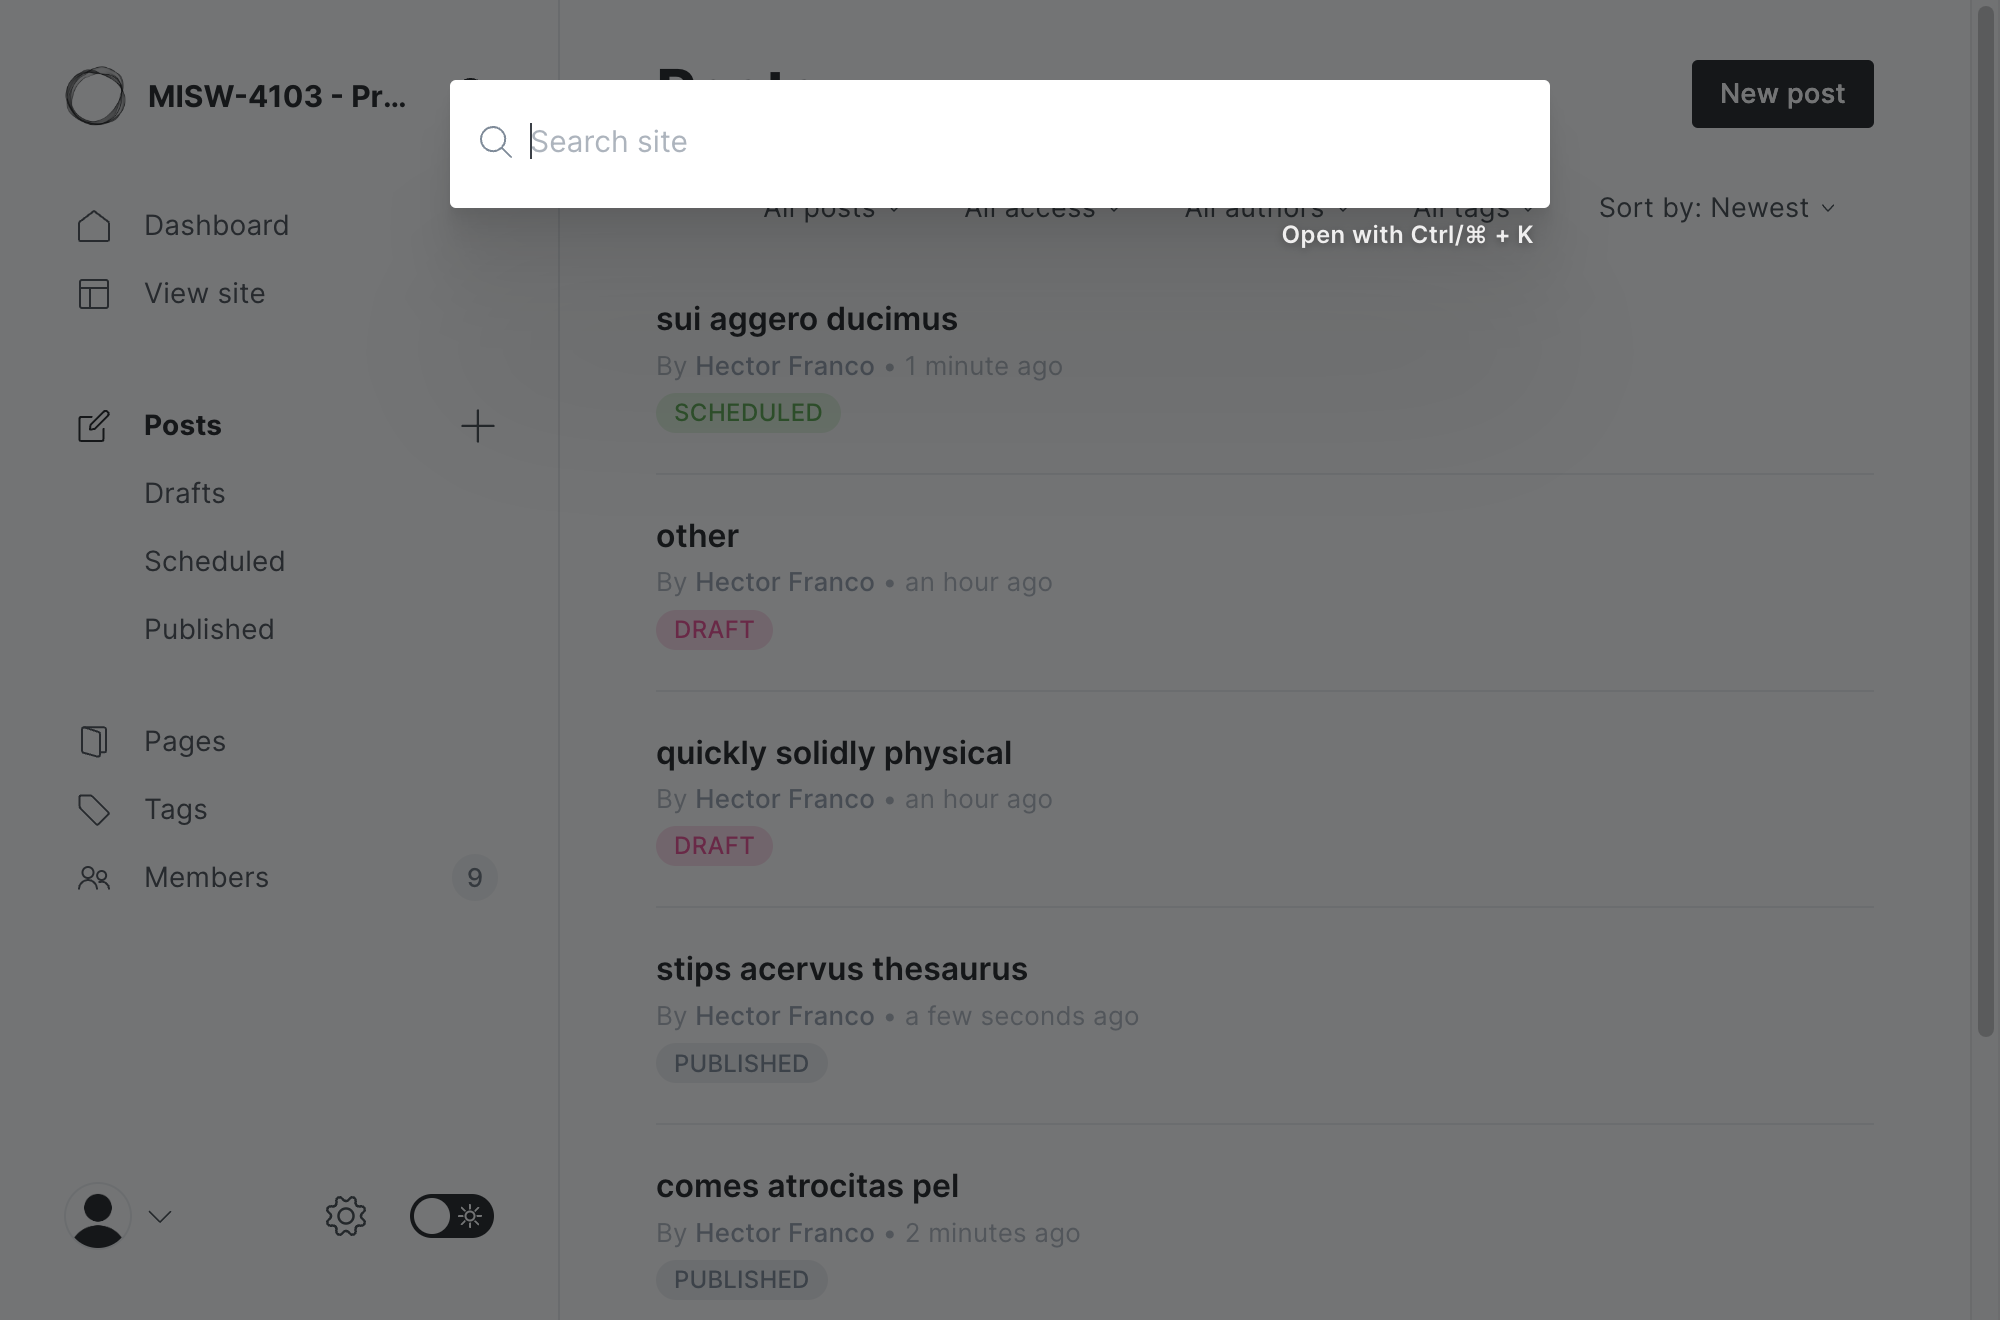 MISW-4103 - Pr...
Dashboard
View site
Posts
Drafts
Scheduled
Published
Pages
Tags
Members
9
Search site
New post
All posts
All access
All authors
All tags
Sort by: Newest
Open with Ctrl/⌘ + K
sui aggero ducimus
By Hector Franco • 1 minute ago
SCHEDULED
other
By Hector Franco • an hour ago
DRAFT
quickly solidly physical
By Hector Franco • an hour ago
DRAFT
stips acervus thesaurus
By Hector Franco • a few seconds ago
PUBLISHED
comes atrocitas pel
By Hector Franco • 2 minutes ago
PUBLISHED